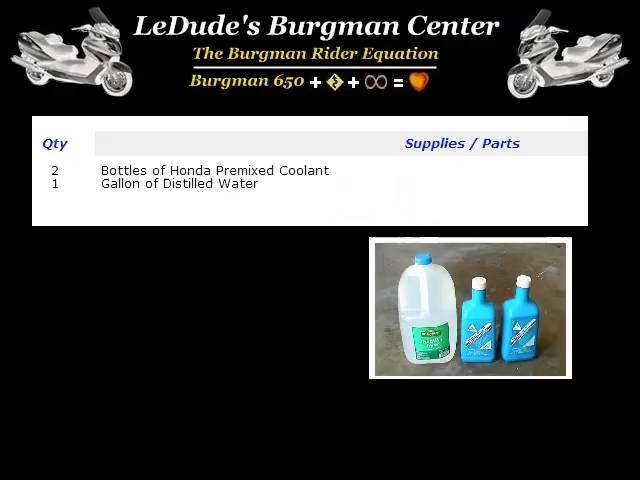 LeDude's Burgman Center
The Burgman Rider Equation
Burgman 650 + + ∞ =
Qty Supplies / Parts
2 Bottles of Honda Premixed Coolant
1 Gallon of Distilled Water